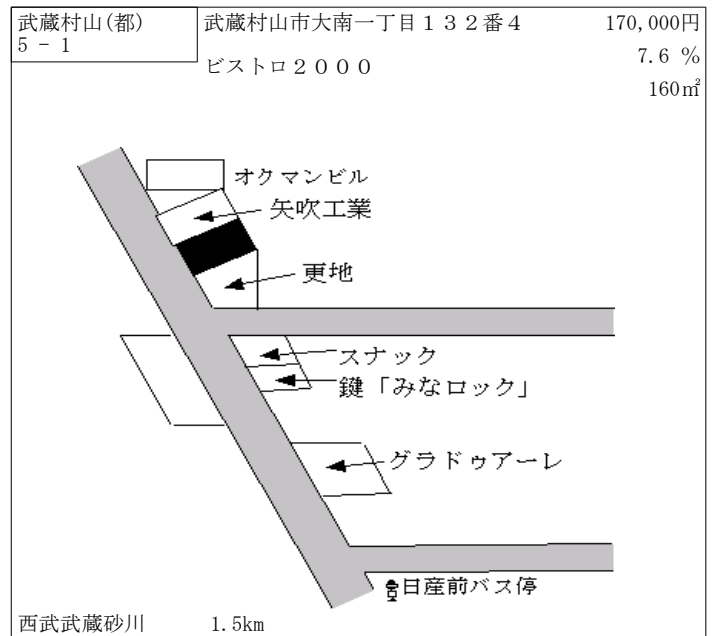 武蔵村山(都)
5 － 1
武蔵村山市大南一丁目１３２番４
170,000円
ビストロ２０００
7.6 %
160㎡
オクマンビル
矢吹工業
更地
スナック
鍵「みなロック」
グラドゥアーレ
日産前バス停
西武武蔵砂川 1.5km